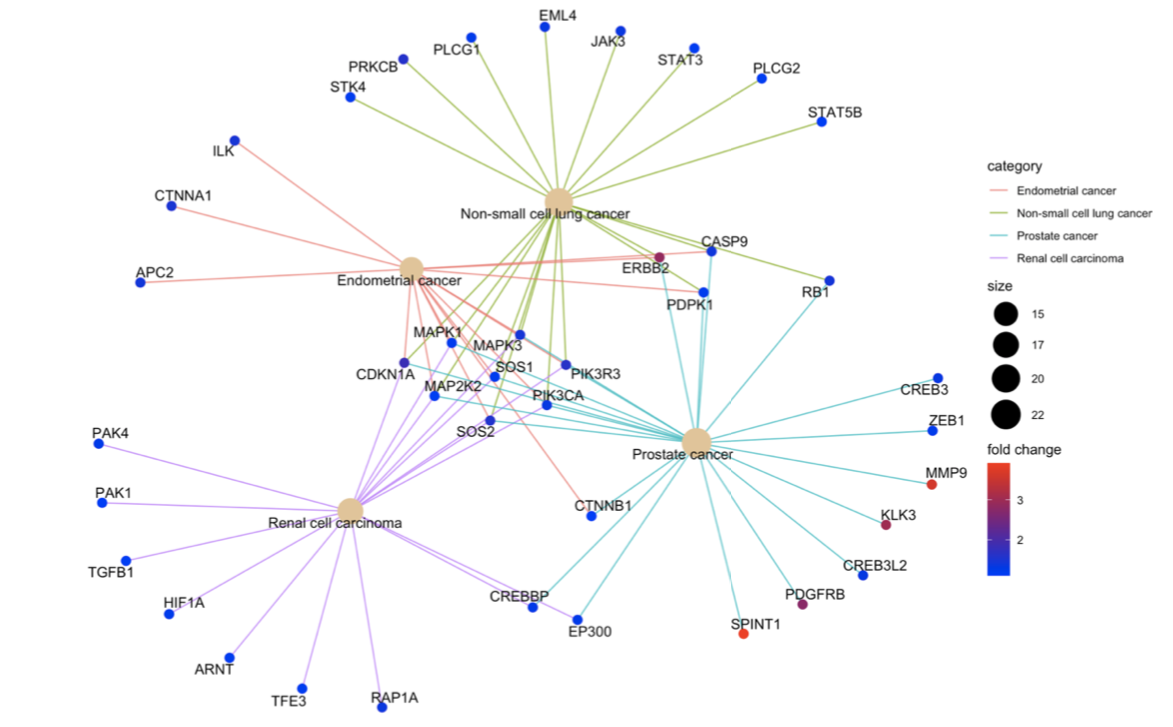 EML4
PLCG1
JAK3
STAT3
PRKCB
PLCG2
STK4
STAT5B
ILK
CTNNA1
Non-small cell lung cancer
CASP9
ERBB2
APC2
Endometrial cancer
RB1
PDPK1
MAPK1
MAPK3
SOS1
CDKN1A
PIK3R3
MAP2K2
PIK3CA
CREB3
SOS2
ZEB1
PAK4
Prostate cancer
MMP9
PAK1
CTNNB1
KLK3
Renal cell carcinoma
CREB3L2
TGFB1
PDGFRB
CREBBP
HIF1A
SPINT1
EP300
ARNT
TFE3
RAP1A
category
Endometrial cancer
Non-small cell lung cancer
Prostate cancer
Renal cell carcinoma
size
15
17
20
22
fold change
3
2